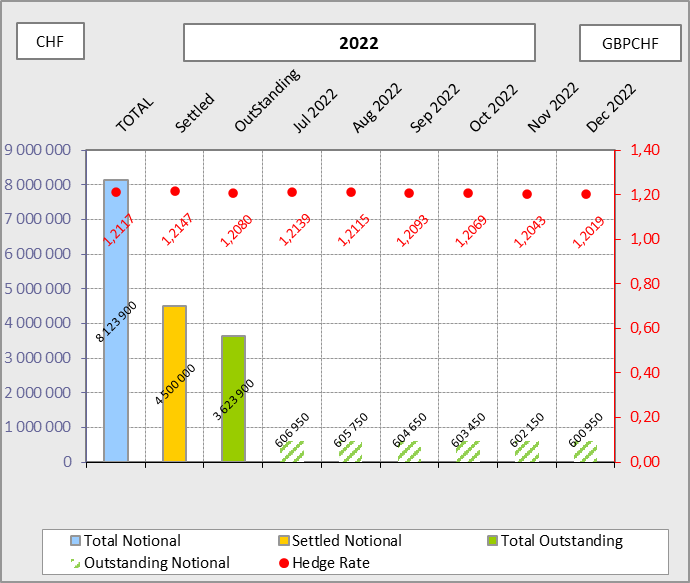 CHF
2022
GBPCHF
TOTAL
Settled
OutStanding
Jul 2022
Aug 2022
Sep 2022
Oct 2022
Nov 2022
Dec 2022
9 000 000
8 000 000
7 000 000
6 000 000
5 000 000
4 000 000
3 000 000
2 000 000
1 000 000
0
1,40
1,20
1,00
0,80
0,60
0,40
0,20
0,00
1,2117
1,2147
1,2080
1,2139
1,2115
1,2093
1,2069
1,2043
1,2019
8 123 900
4 500 000
3 623 900
606 950
605 750
604 650
603 450
602 150
600 950
Total Notional
Settled Notional
Total Outstanding
Outstanding Notional
Hedge Rate